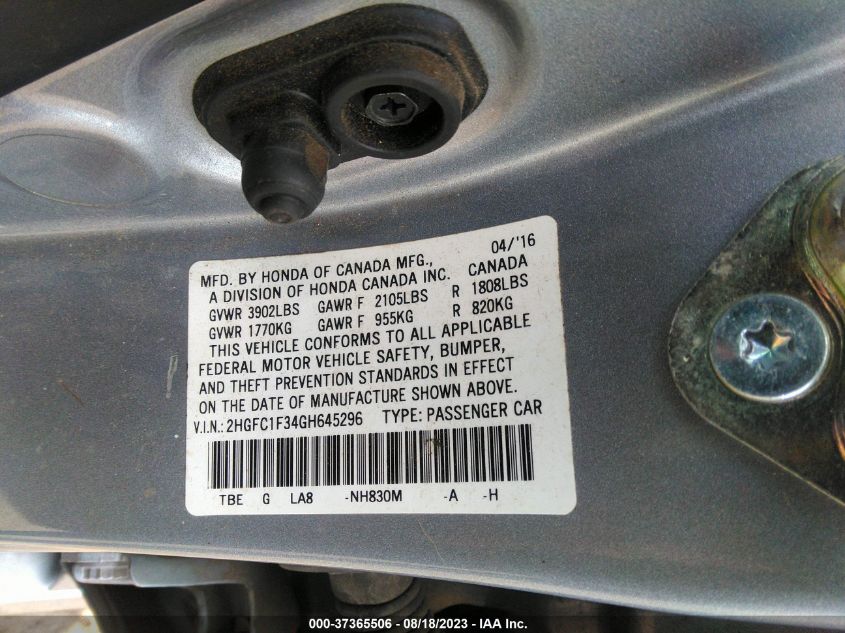 04/'16
MFD. BY HONDA OF CANADA MFG., CANADA
A DIVISION OF HONDA CANADA INC.
GVWR 3902LBS GAWR F 2105LBS R 1808LBS
GVWR 1770KG GAWR F 955KG R 820KG
THIS VEHICLE CONFORMS TO ALL APPLICABLE
FEDERAL MOTOR VEHICLE SAFETY, BUMPER,
AND THEFT PREVENTION STANDARDS IN EFFECT
ON THE DATE OF MANUFACTURE SHOWN ABOVE.
V.I.N.: 2HGFC1F34GH645296 TYPE: PASSENGER CAR
TBE G LA8 -NH830M -A -H
000-37365506 - 08/18/2023 - IAA Inc.